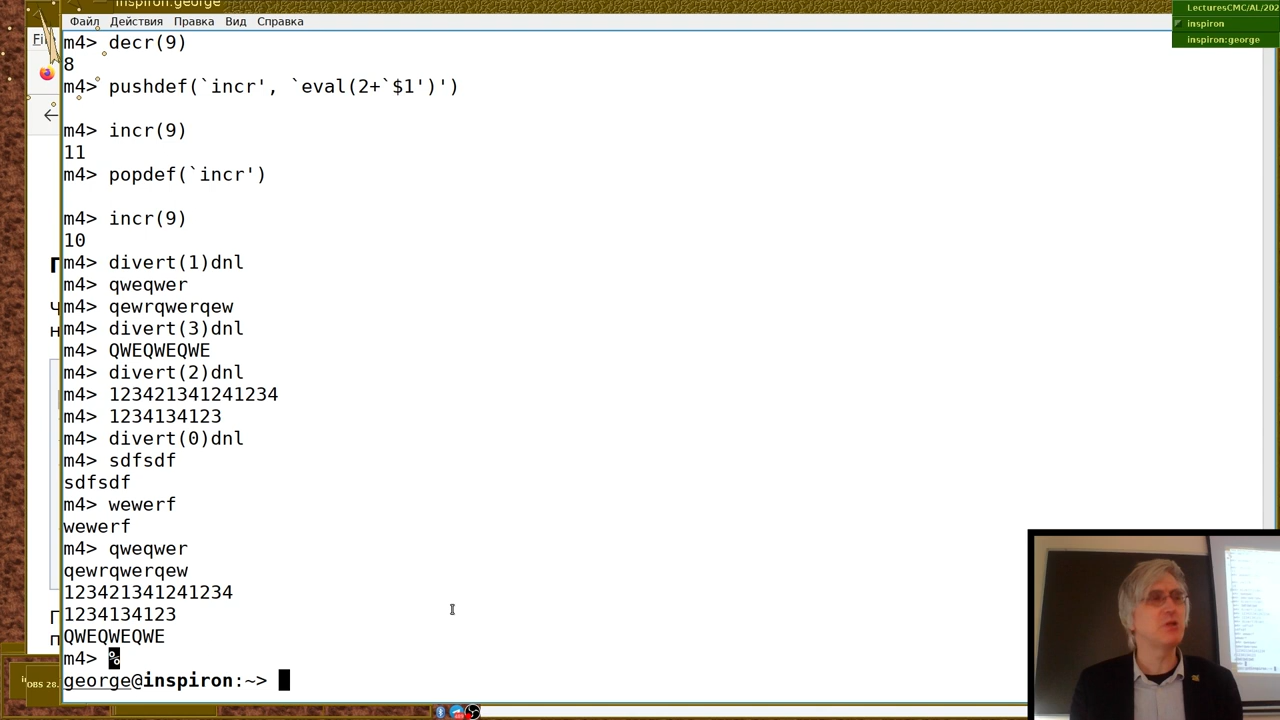 inspiron:george
LecturesCMC/AL/202
inspiron
inspiron:george
Файл Действия Правка Вид Справка
m4> decr(9)
8
m4> pushdef(`incr', `eval(2+`$1')')
m4> incr(9)
11
m4> popdef(`incr')
m4> incr(9)
10
m4> divert(1)dnl
m4> qweqwer
m4> qewrqwerqew
m4> divert(3)dnl
m4> QWEQWEQWE
m4> divert(2)dnl
m4> 123421341241234
m4> 1234134123
m4> divert(0)dnl
m4> sdfsdf
sdfsdf
m4> wewerf
wewerf
m4> qweqwer
qewrqwerqew
123421341241234
1234134123
QWEQWEQWE
m4> %
george@inspiron:~>
DBS 28.